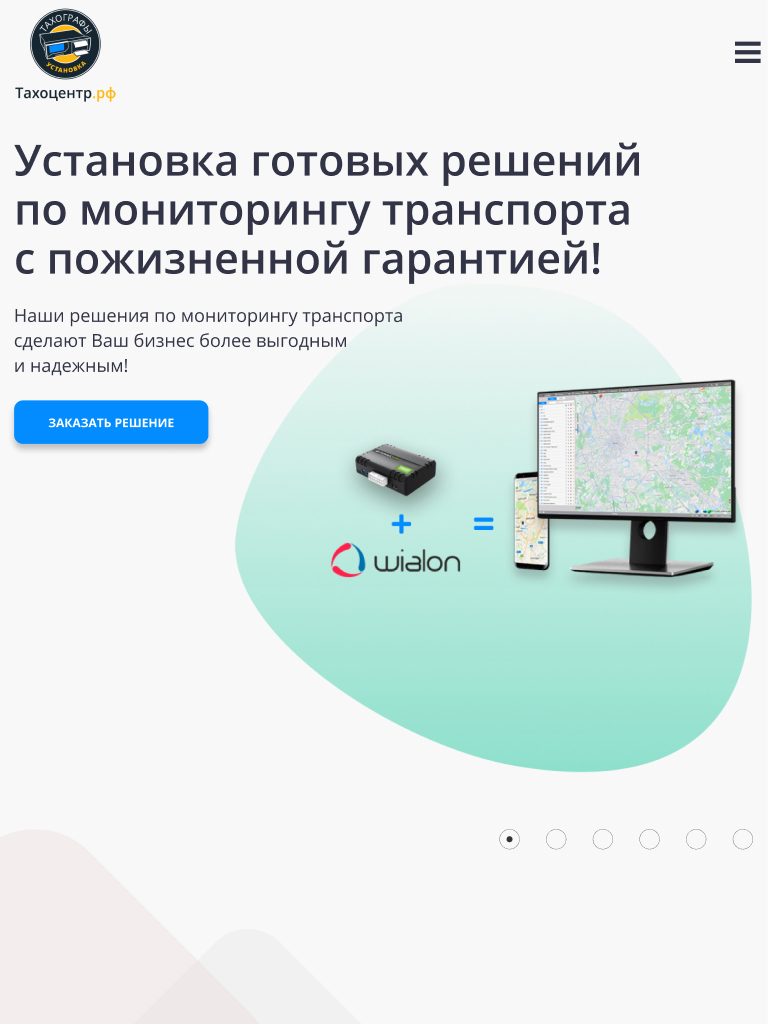 ТАХОГРАФЫ
УСТАНОВКА
Тахоцентр.рф
Установка готовых решений
по мониторингу транспорта
с пожизненной гарантией!
Наши решения по мониторингу транспорта
сделают Ваш бизнес более выгодным
и надежным!
ЗАКАЗАТЬ РЕШЕНИЕ
+
=
wialon